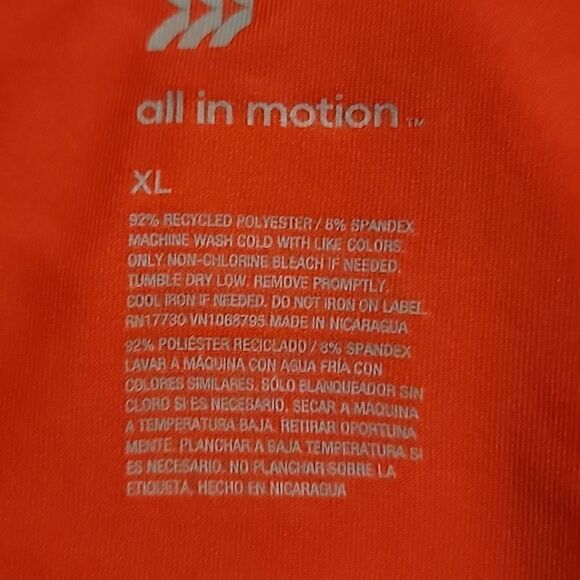 all in motion™
XL
92% RECYCLED POLYESTER / 8% SPANDEX
MACHINE WASH COLD WITH LIKE COLORS.
ONLY NON-CHLORINE BLEACH IF NEEDED.
TUMBLE DRY LOW. REMOVE PROMPTLY.
COOL IRON IF NEEDED. DO NOT IRON ON LABEL.
RN17730 VN1068795 MADE IN NICARAGUA
92% POLIÉSTER RECICLADO / 8% SPANDEX
LAVAR A MÁQUINA CON AGUA FRÍA CON
COLORES SIMILARES. SÓLO BLANQUEADOR SIN
CLORO SI ES NECESARIO. SECAR A MÁQUINA
A TEMPERATURA BAJA. RETIRAR OPORTUNA
MENTE. PLANCHAR A BAJA TEMPERATURA SI
ES NECESARIO. NO PLANCHAR SOBRE LA
ETIQUETA. HECHO EN NICARAGUA